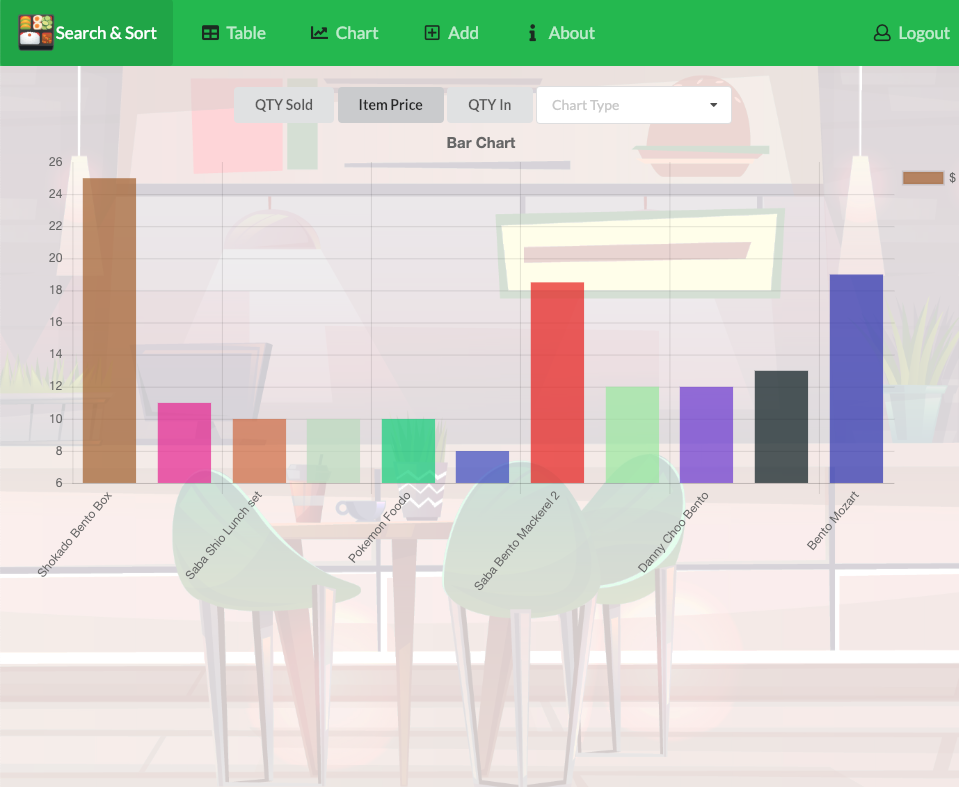 Search & Sort
Table
Chart
Add
About
Logout
QTY Sold
Item Price
QTY In
Chart Type
Bar Chart
$
26
24
22
20
18
16
14
12
10
8
6
Shokado Bento Box
Saba Shio Lunch set
Pokemon Foodo
Saba Bento Mackerel 2
Danny Choo Bento
Bento Mozart